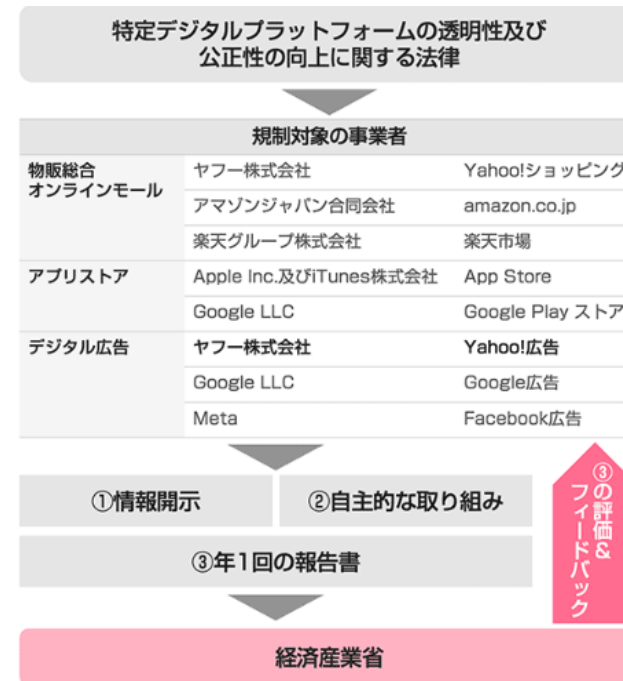 特定デジタルプラットフォームの透明性及び
公正性の向上に関する法律
規制対象の事業者
物販総合
オンラインモール
ヤフー株式会社 Yahoo!ショッピング
アマゾンジャパン合同会社 amazon.co.jp
楽天グループ株式会社 楽天市場
アプリストア Apple Inc.及びiTunes株式会社 App Store
Google LLC Google Play ストア
デジタル広告 ヤフー株式会社 Yahoo!広告
Google LLC Google広告
Meta Facebook広告
①情報開示 ②自主的な取り組み
③年1回の報告書
③の評価&
フィードバック
経済産業省